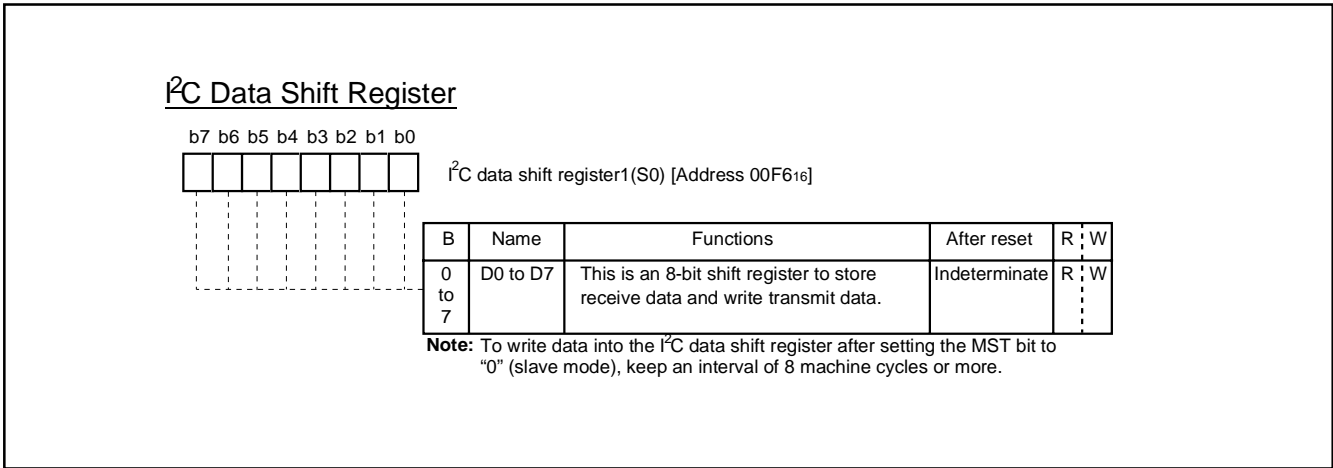 I²C Data Shift Register
b7 b6 b5 b4 b3 b2 b1 b0
I²C data shift register1(S0) [Address 00F6₁₆]
B Name Functions After reset R W
0 to 7 D0 to D7 This is an 8-bit shift register to store Indeterminate R W
receive data and write transmit data.
Note: To write data into the I²C data shift register after setting the MST bit to
“0” (slave mode), keep an interval of 8 machine cycles or more.